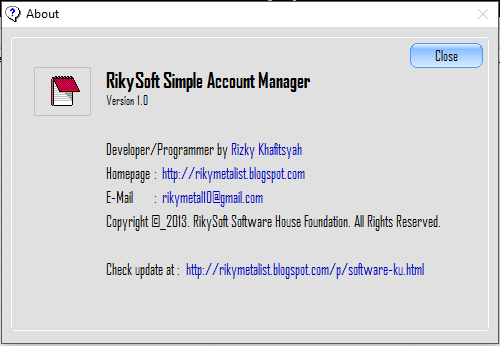 About
Close
RikySoft Simple Account Manager
Version 1.0
Developer/Programmer by Rizky Khafitsyah
Homepage : http://rikymetalist.blogspot.com
E-Mail : rikymetal10@gmail.com
Copyright ©_2013. RikySoft Software House Foundation. All Rights Reserved.
Check update at : http://rikymetalist.blogspot.com/p/software-ku.html